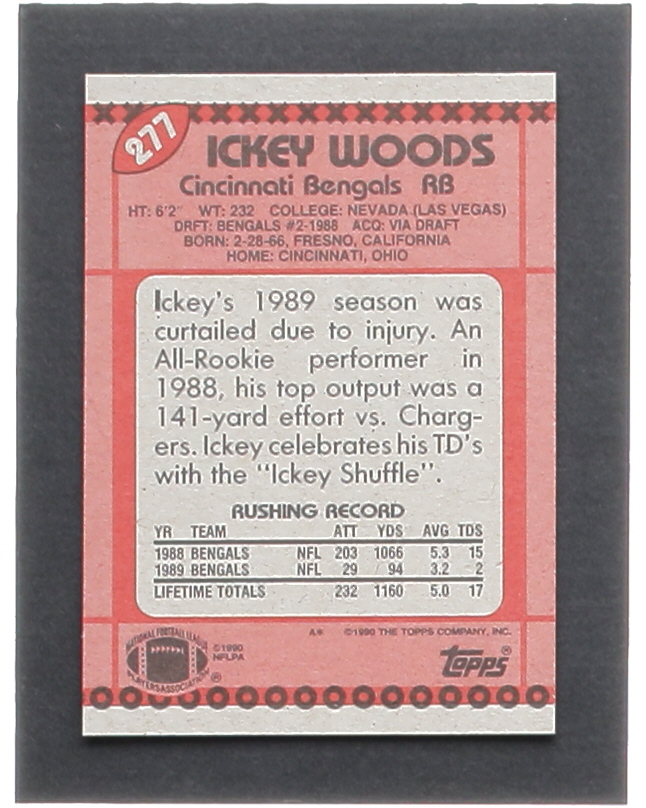 277
ICKEY WOODS
Cincinnati Bengals RB
HT: 6'2" WT: 232 COLLEGE: NEVADA (LAS VEGAS)
DRFT: BENGALS #2-1988 ACQ: VIA DRAFT
BORN: 2-28-66, FRESNO, CALIFORNIA
HOME: CINCINNATI, OHIO
Ickey's 1989 season was
curtailed due to injury. An
All-Rookie performer in
1988, his top output was a
141-yard effort vs. Charg-
ers. Ickey celebrates his TD's
with the "Ickey Shuffle".
RUSHING RECORD
YR TEAM ATT YDS AVG TDS
1988 BENGALS NFL 203 1066 5.3 15
1989 BENGALS NFL 29 94 3.2 2
LIFETIME TOTALS 232 1160 5.0 17
A* ©1990 THE TOPPS COMPANY, INC.
NATIONAL FOOTBALL LEAGUE
PLAYERS ASSOCIATION ®
©1990
NFLPA
topps®